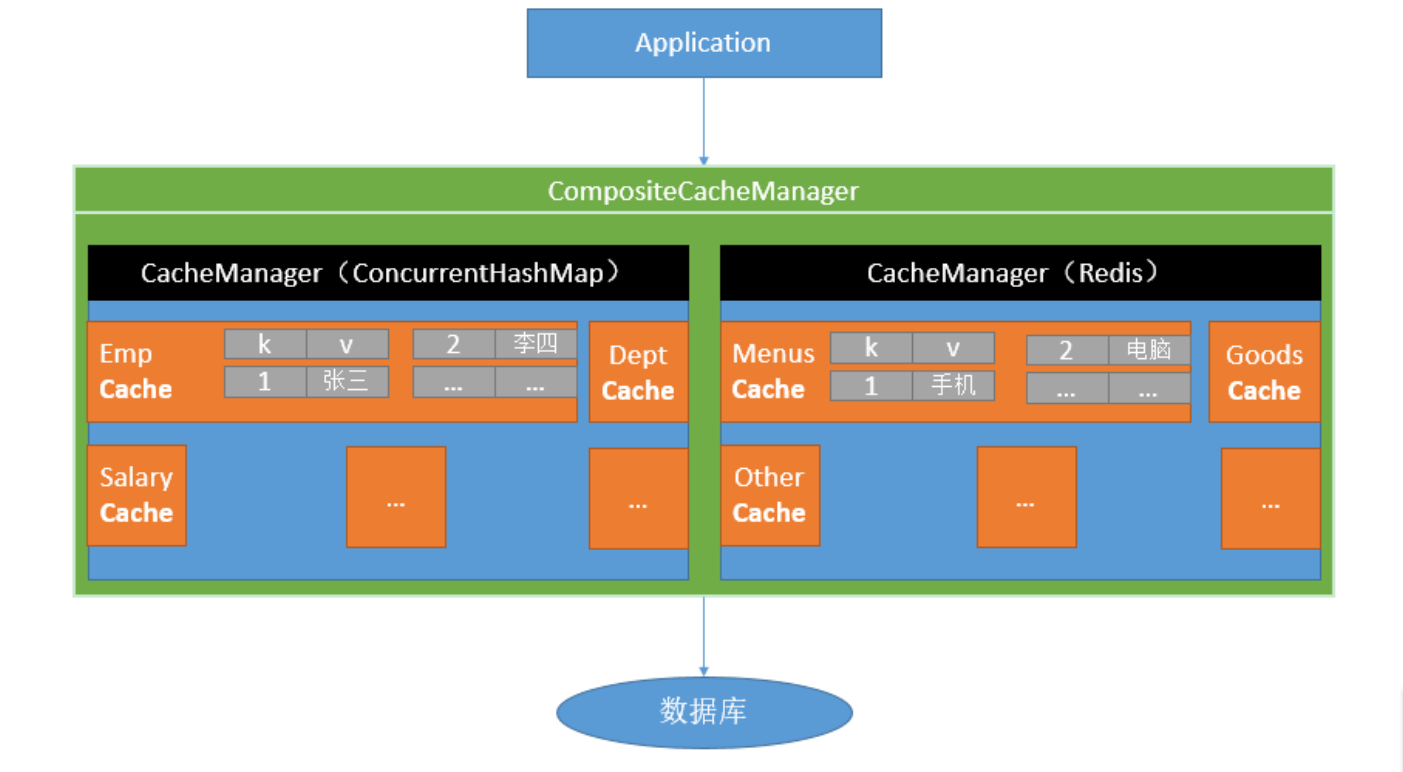 Application
CompositeCacheManager
CacheManager（ConcurrentHashMap）
CacheManager（Redis）
Emp
Cache
k v
1 张三
2 李四
... ...
Dept
Cache
Menus
Cache
k v
1 手机
2 电脑
... ...
Goods
Cache
Salary
Cache
...
...
Other
Cache
...
...
数据库